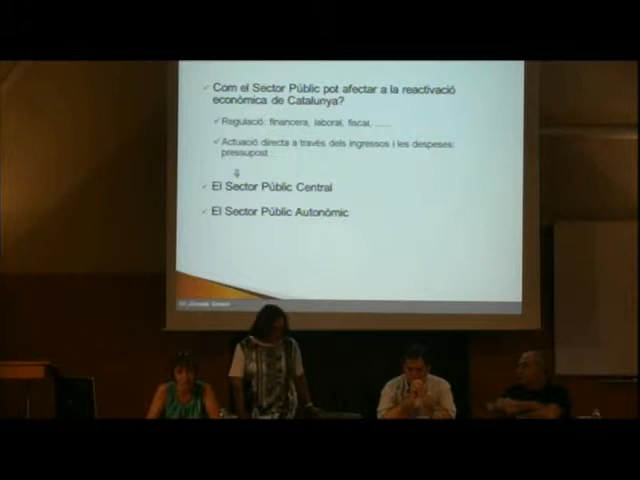 Com el Sector Públic pot afectar a la reactivació
econòmica de Catalunya?
Regulació: financera, laboral, fiscal, .....
Actuació directa a través dels ingressos i les despeses:
pressupost
El Sector Públic Central
El Sector Públic Autonòmic